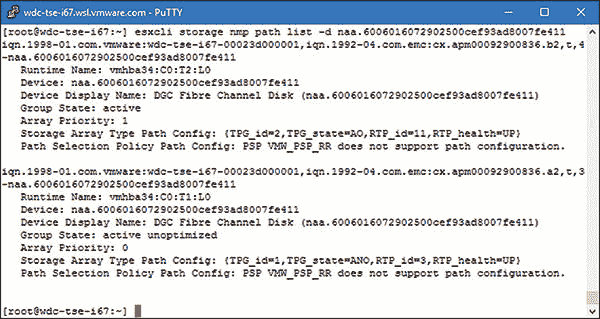 wdc-tse-i67.wsl.vmware.com - PuTTY
[root@wdc-tse-i67:~] esxcli storage nmp path list -d naa.6006016072902500cef93ad8007fe411
iqn.1998-01.com.vmware:wdc-tse-i67-00023d000001,iqn.1992-04.com.emc:cx.apm00092900836.b2,t,4
-naa.6006016072902500cef93ad8007fe411
Runtime Name: vmhba34:C0:T2:L0
Device: naa.6006016072902500cef93ad8007fe411
Device Display Name: DGC Fibre Channel Disk (naa.6006016072902500cef93ad8007fe411)
Group State: active
Array Priority: 1
Storage Array Type Path Config: {TPG_id=2,TPG_state=AO,RTP_id=11,RTP_health=UP}
Path Selection Policy Path Config: PSP VMW_PSP_RR does not support path configuration.
iqn.1998-01.com.vmware:wdc-tse-i67-00023d000001,iqn.1992-04.com.emc:cx.apm00092900836.a2,t,3
-naa.6006016072902500cef93ad8007fe411
Runtime Name: vmhba34:C0:T1:L0
Device: naa.6006016072902500cef93ad8007fe411
Device Display Name: DGC Fibre Channel Disk (naa.6006016072902500cef93ad8007fe411)
Group State: active unoptimized
Array Priority: 0
Storage Array Type Path Config: {TPG_id=1,TPG_state=ANO,RTP_id=3,RTP_health=UP}
Path Selection Policy Path Config: PSP VMW_PSP_RR does not support path configuration.
[root@wdc-tse-i67:~]